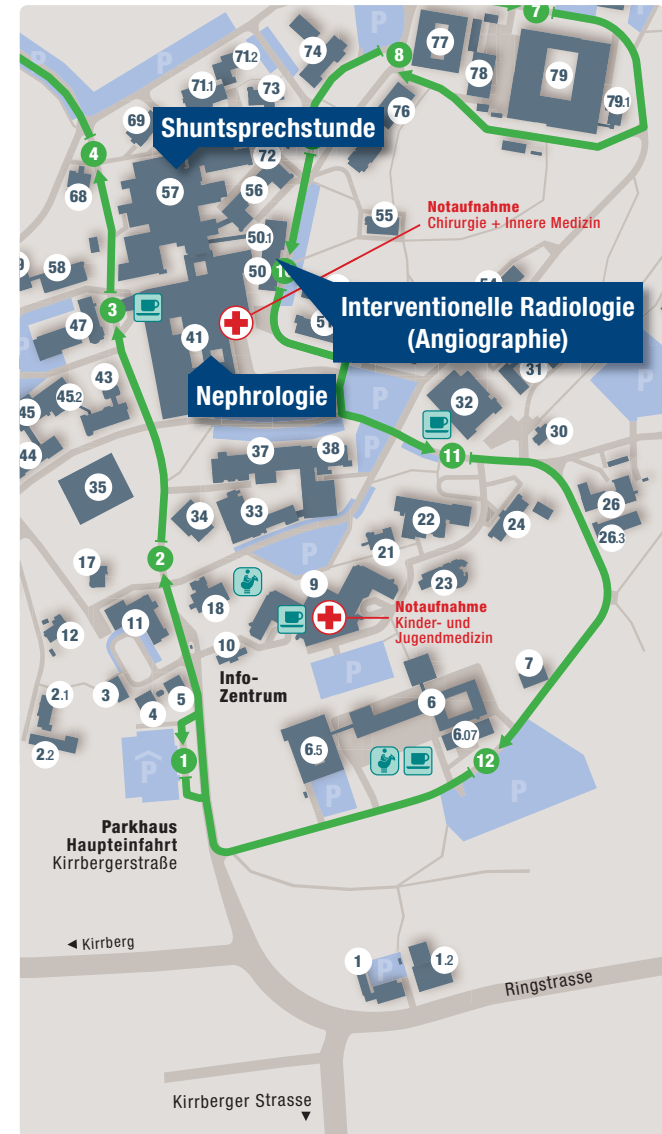 P
P
7
71.2
74
8
77
78
79
79.1
71.1
73
69
Shuntsprechstunde
76
4
72
68
57
56
Notaufnahme
Chirurgie + Innere Medizin
55
50.1
58
50
3
Interventionelle Radiologie
(Angiographie)
47
41
51
43
Nephrologie
31
45.2
45
32
P
P
30
44
37
38
11
35
33
34
22
24
26
26.3
2
21
P
17
9
23
18
Notaufnahme
Kinder- und
Jugendmedizin
12
11
10
Info-
Zentrum
P
7
2.1
3
5
4
6
2.2
6.5
6.07
1
12
P
P
P
Parkhaus
Haupteinfahrt
Kirrbergerstraße
◄ Kirrberg
1
P
1.2
Ringstrasse
Kirrberger Strasse
▼